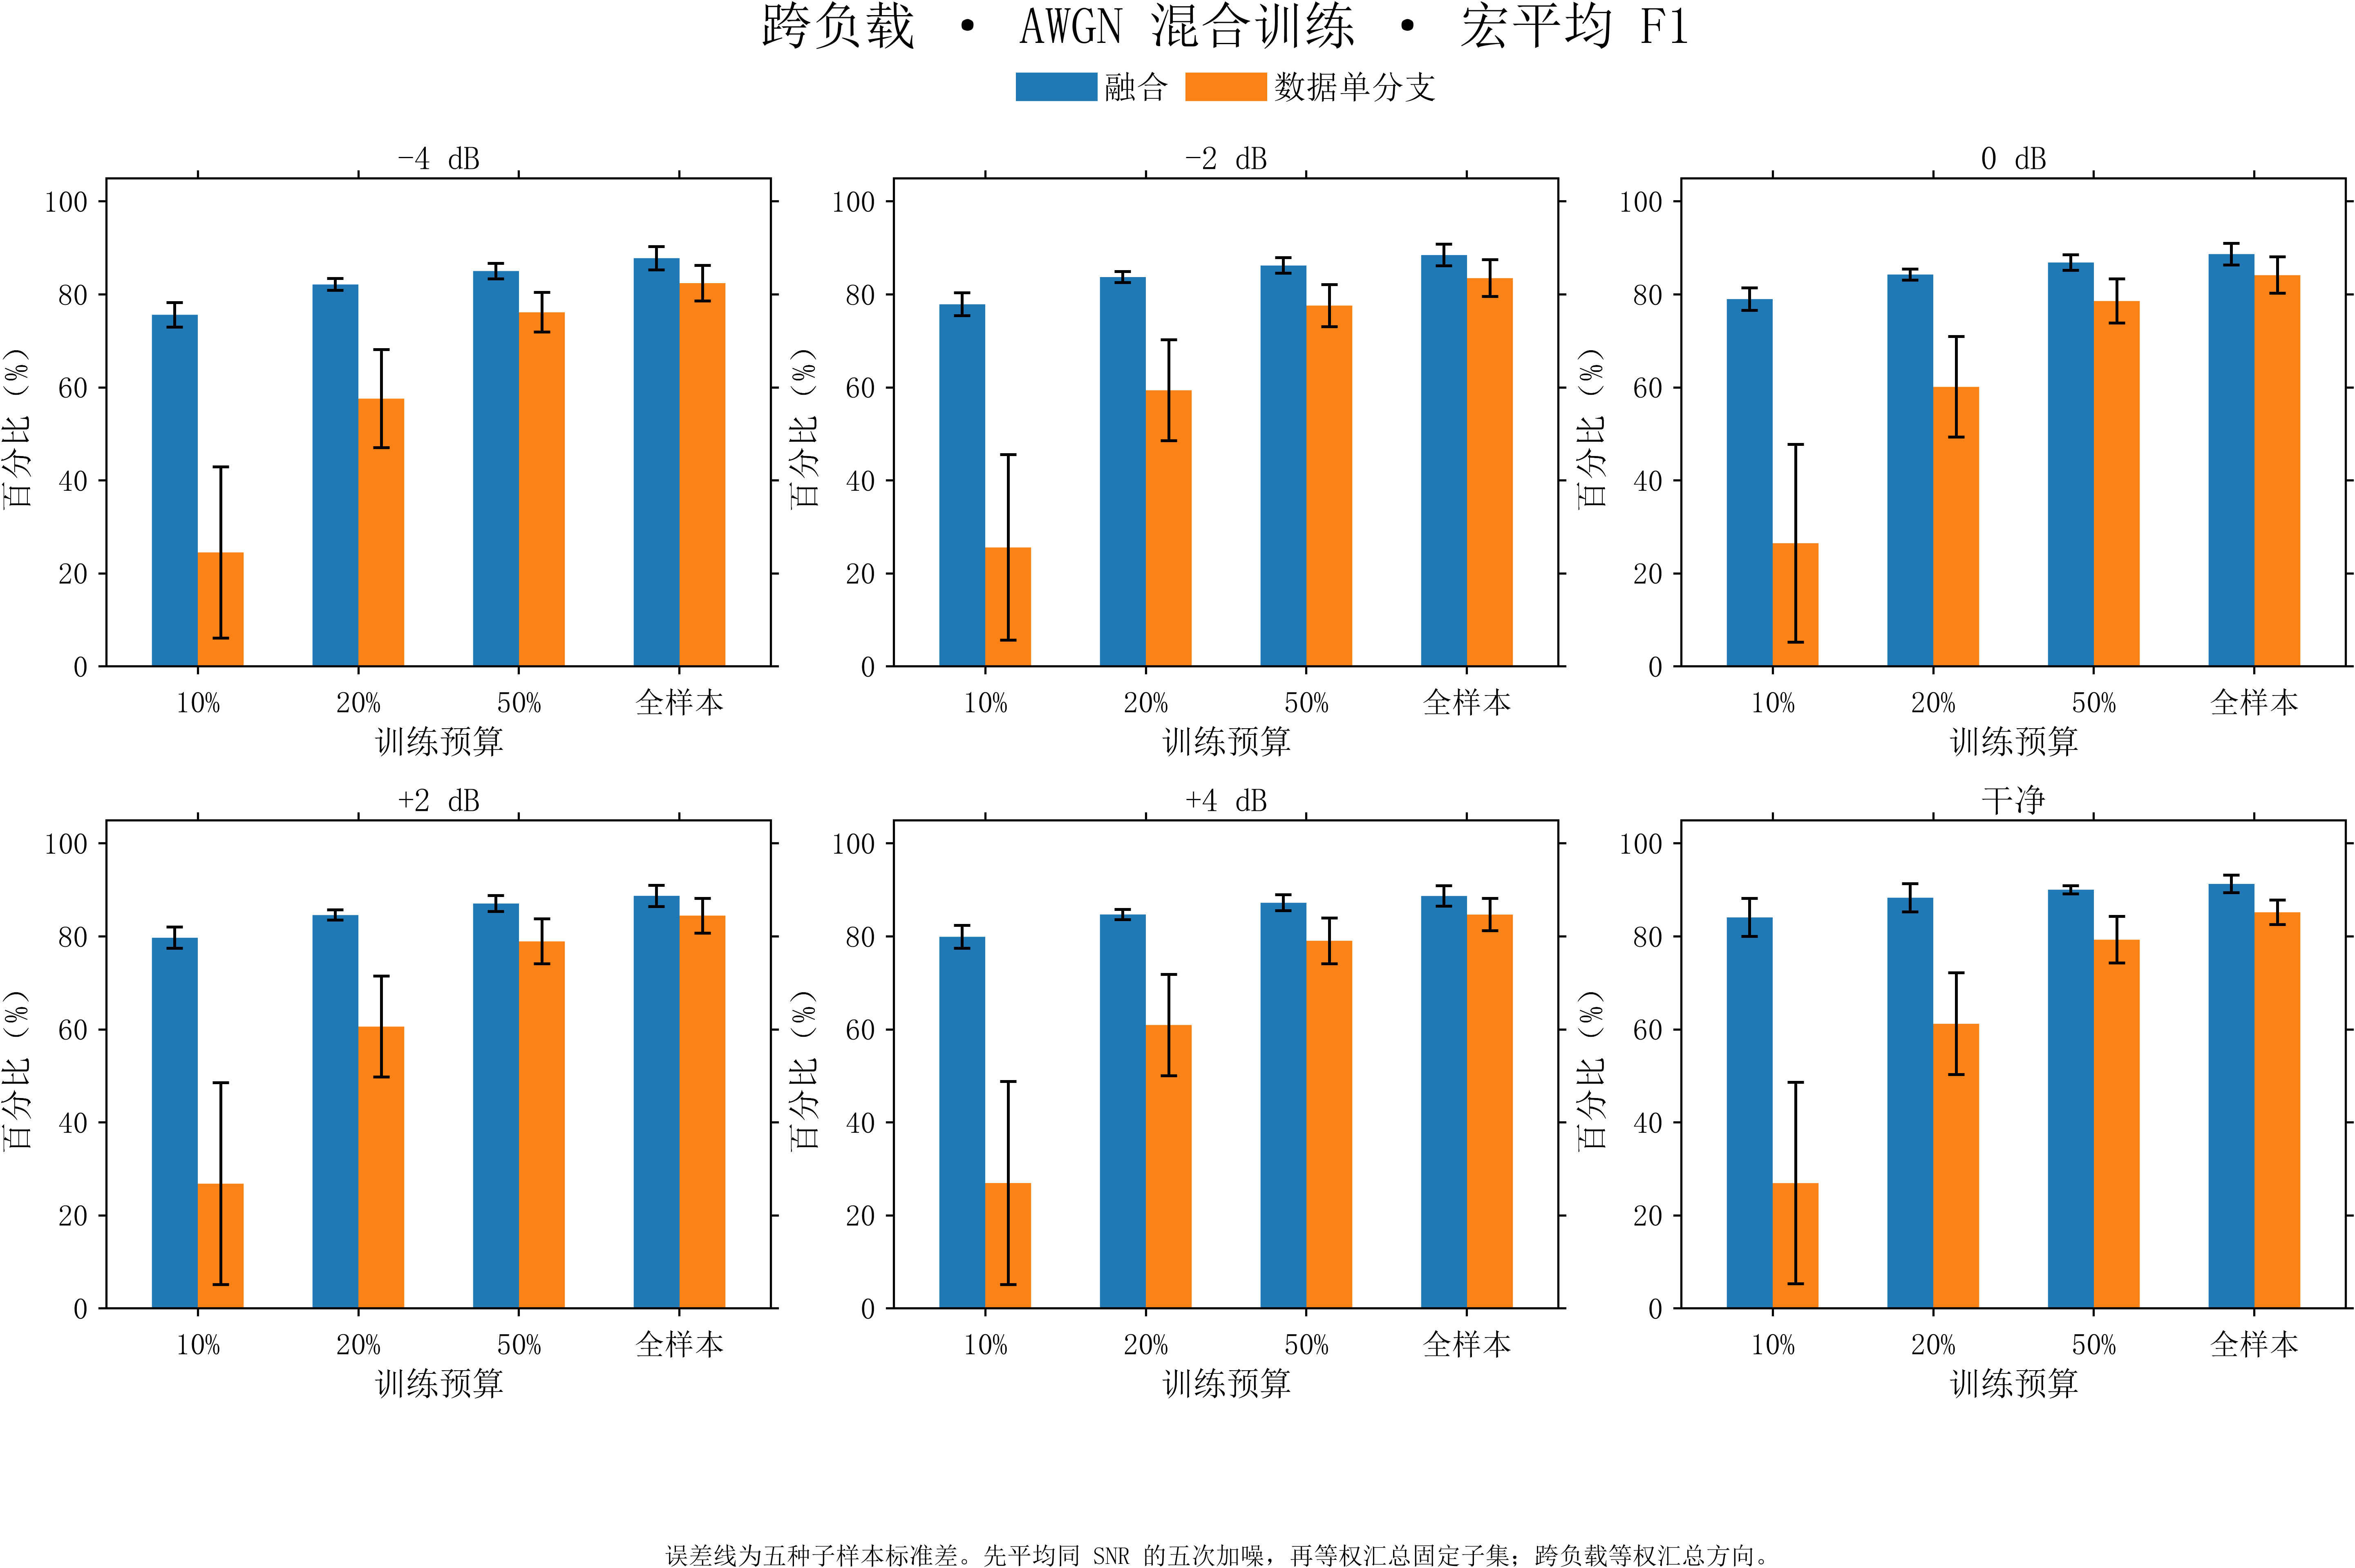 跨负载 · AWGN 混合训练 · 宏平均 F1
融合 数据单分支
-4 dB
百分比 (%)
100
80
60
40
20
0
10% 20% 50% 全样本
训练预算
-2 dB
百分比 (%)
100
80
60
40
20
0
10% 20% 50% 全样本
训练预算
0 dB
百分比 (%)
100
80
60
40
20
0
10% 20% 50% 全样本
训练预算
+2 dB
百分比 (%)
100
80
60
40
20
0
10% 20% 50% 全样本
训练预算
+4 dB
百分比 (%)
100
80
60
40
20
0
10% 20% 50% 全样本
训练预算
干净
百分比 (%)
100
80
60
40
20
0
10% 20% 50% 全样本
训练预算
误差线为五种子样本标准差。先平均同 SNR 的五次加噪，再等权汇总固定子集；跨负载等权汇总方向。